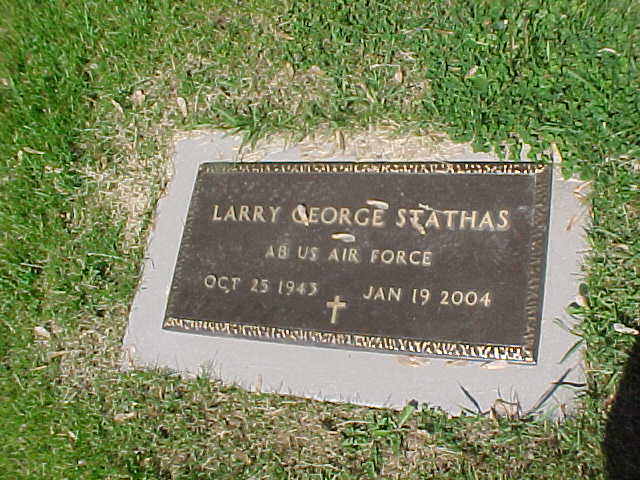 LARRY GEORGE STATHAS
AB US AIR FORCE
OCT 25 1943 JAN 19 2004